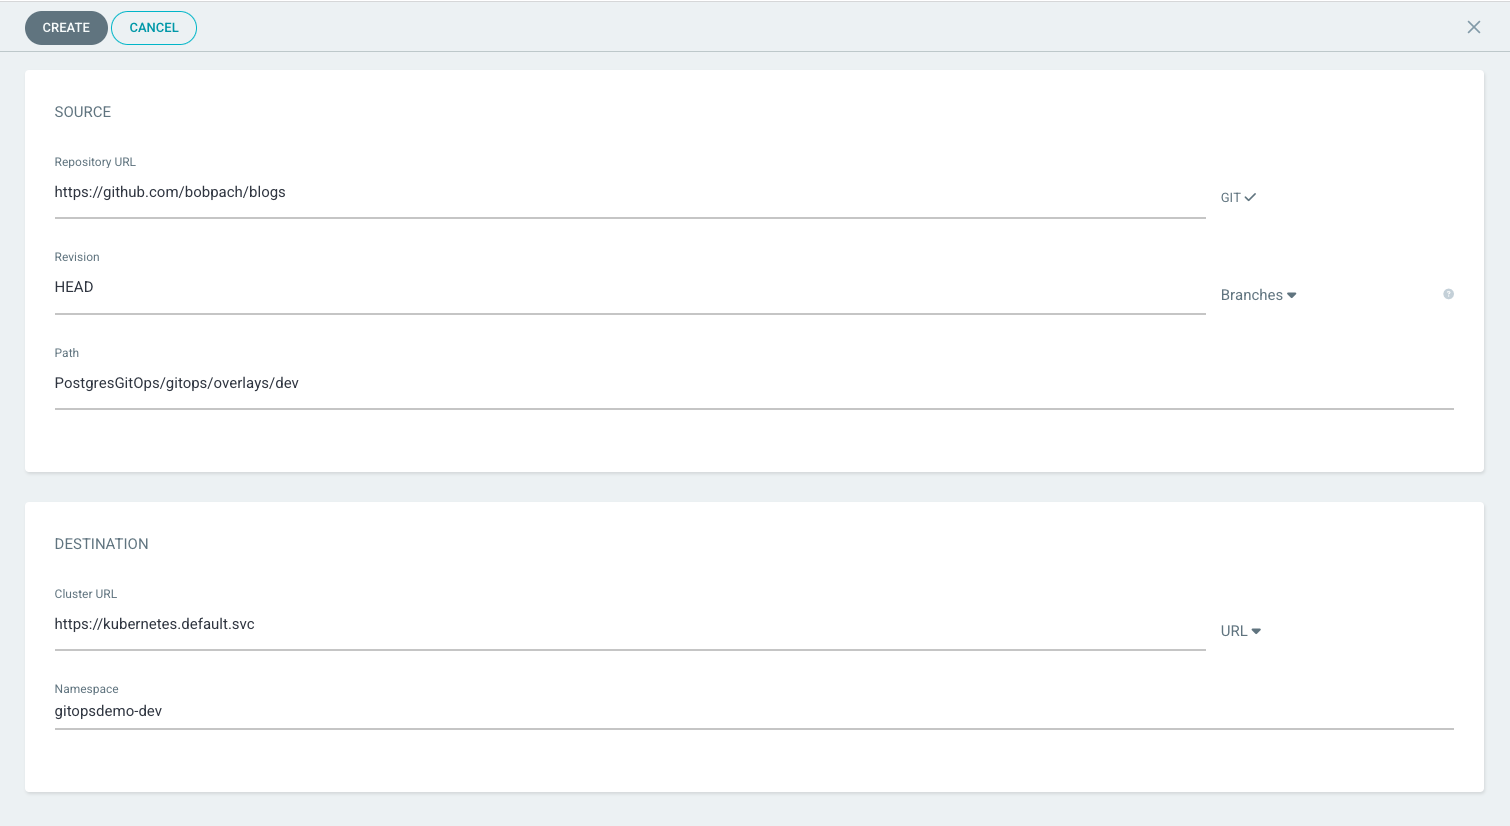 CREATE CANCEL
SOURCE
Repository URL
https://github.com/bobpach/blogs
GIT
Revision
HEAD
Branches
Path
PostgresGitOps/gitops/overlays/dev
DESTINATION
Cluster URL
https://kubernetes.default.svc
URL
Namespace
gitopsdemo-dev